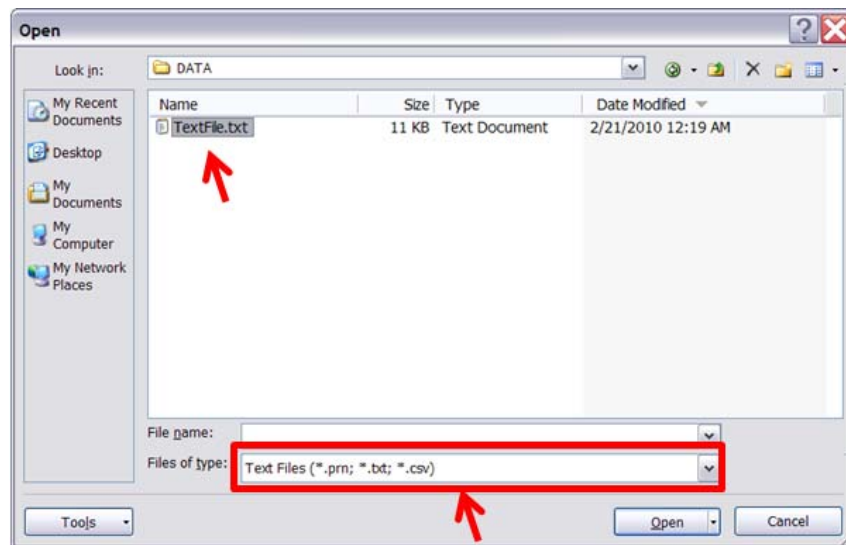 Open
Look in: DATA
My Recent Documents
Desktop
My Documents
My Computer
My Network Places
Name Size Type Date Modified
TextFile.txt 11 KB Text Document 2/21/2010 12:19 AM
File name:
Files of type: Text Files (*.prn; *.txt; *.csv)
Tools Open Cancel